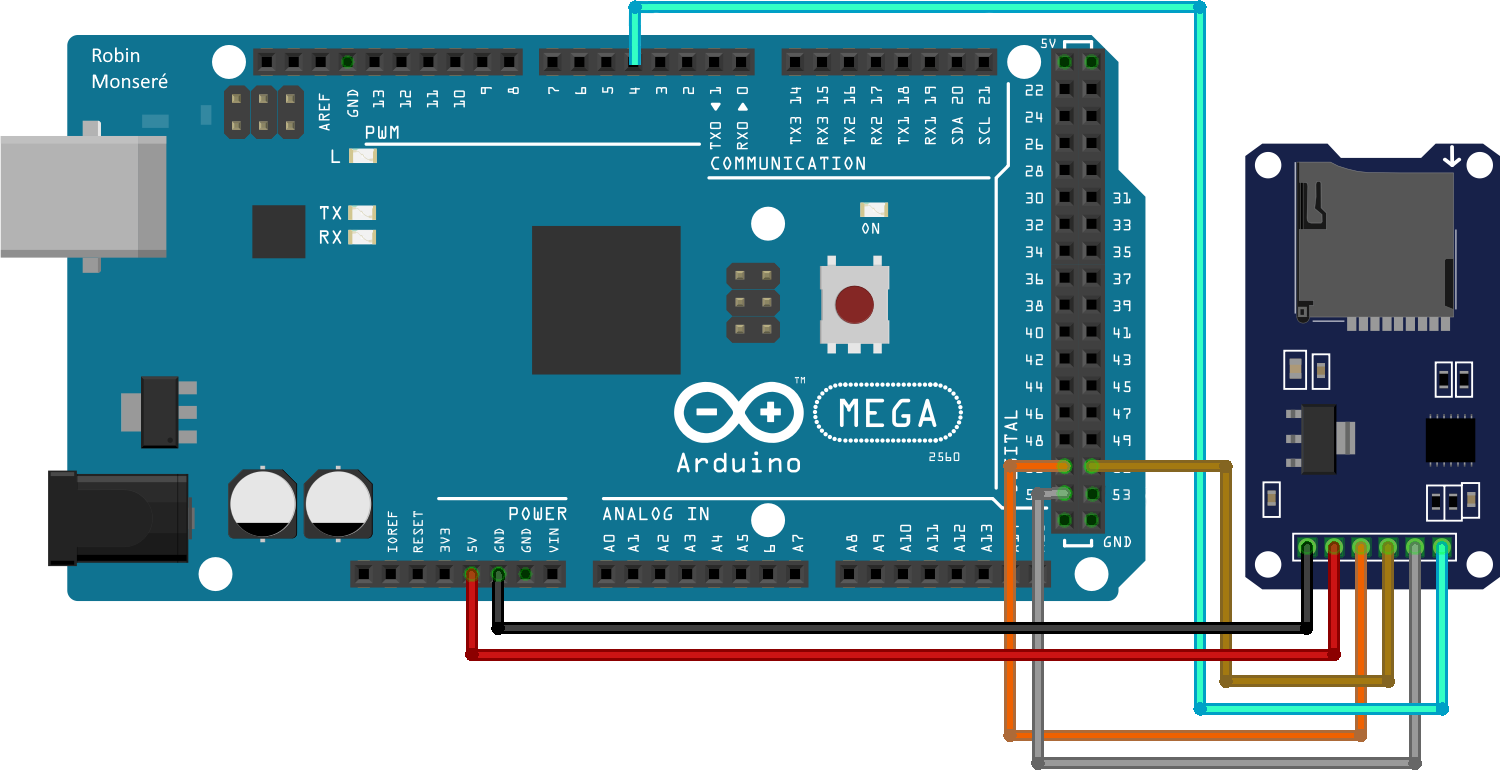 Robin
Monseré
AREF
GND
13
12
11
10
9
8
7
6
5
4
3
2
TX0 ◄ 1
RX0 ► 0
TX3 14
RX3 15
TX2 16
RX2 17
TX1 18
RX1 19
SDA 20
SCL 21
5V
22
24
26
28
30 31
32 33
34 35
36 37
38 39
40 41
42 43
44 45
46 47
48 49
53
GND
PWM
COMMUNICATION
L
TX
RX
ON
TM
MEGA
Arduino
2560
POWER
ANALOG IN
IOREF
RESET
3V3
5V
GND
GND
VIN
A0
A1
A2
A3
A4
A5
6
A7
A8
A9
A10
A11
A12
A13